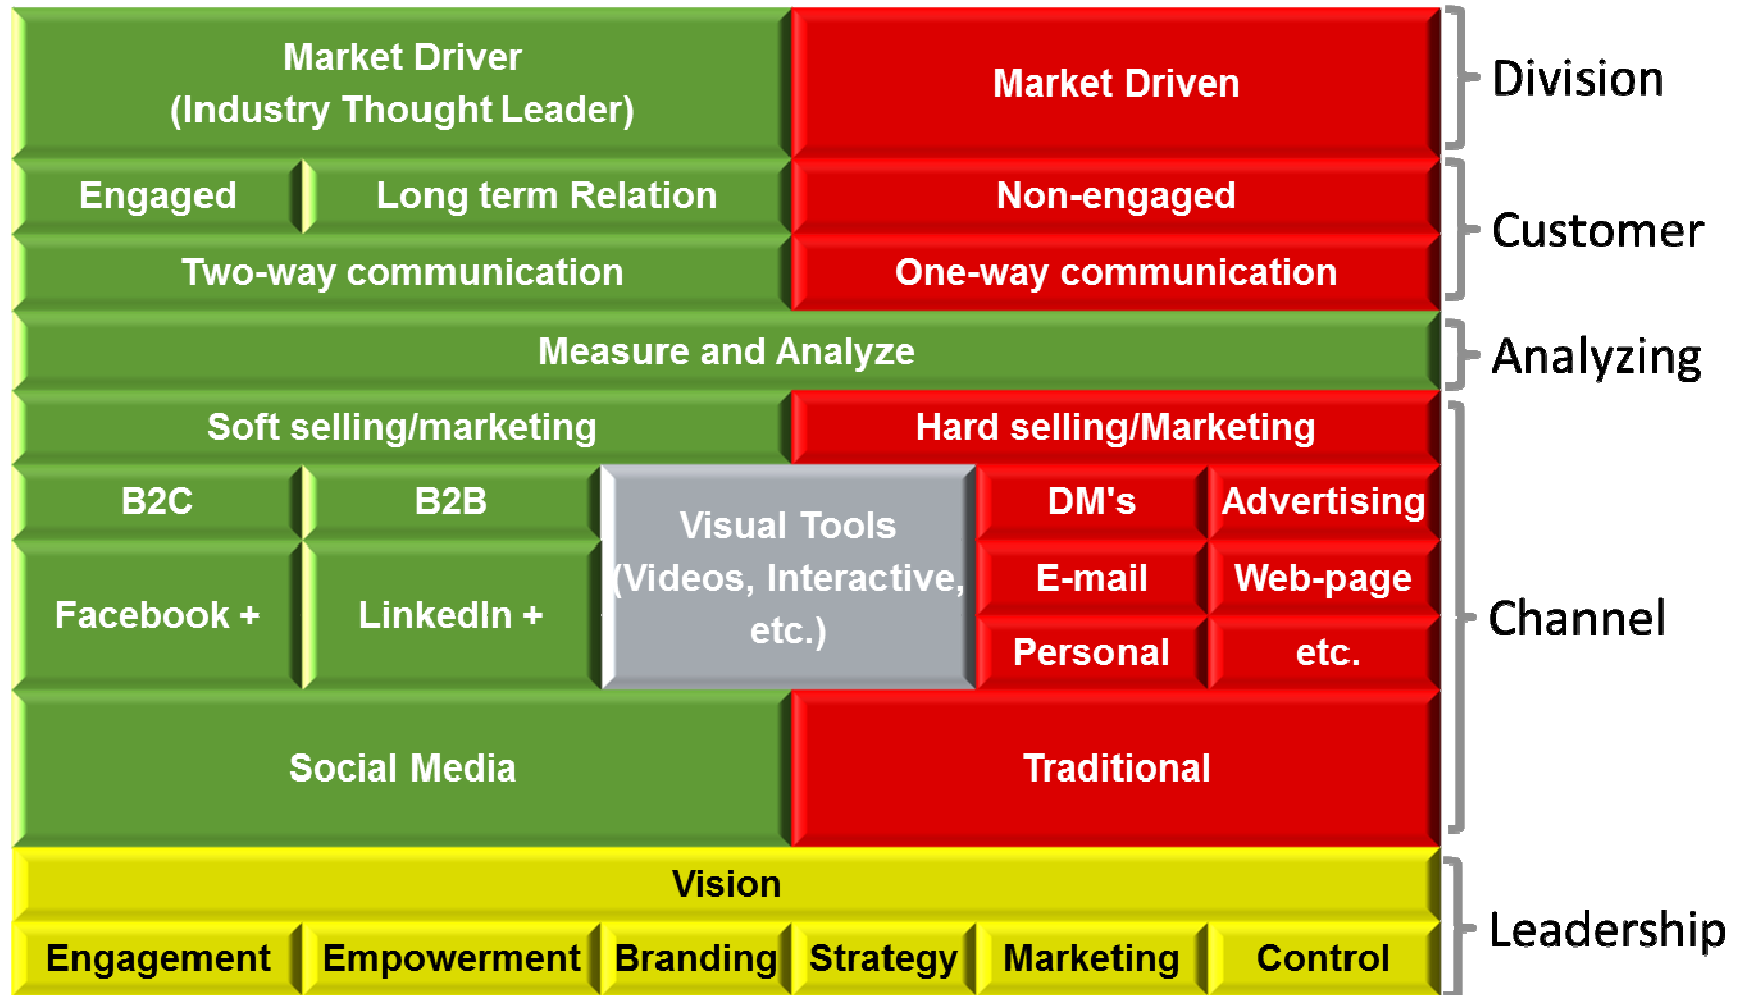 Market Driver
(Industry Thought Leader)
Market Driven
Division
Engaged
Long term Relation
Non-engaged
Customer
Two-way communication
One-way communication
Measure and Analyze
Analyzing
Soft selling/marketing
Hard selling/Marketing
B2C
B2B
Visual Tools
(Videos, Interactive,
etc.)
DM's
Advertising
E-mail
Web-page
Facebook +
LinkedIn +
Personal
etc.
Channel
Social Media
Traditional
Vision
Leadership
Engagement
Empowerment
Branding
Strategy
Marketing
Control